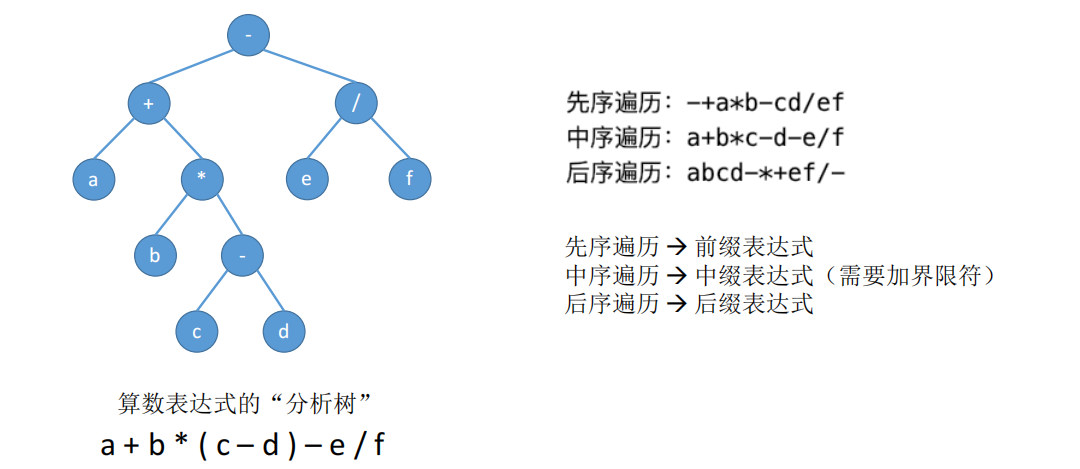 -
+
/
a
*
e
f
b
-
c
d
算数表达式的“分析树”
a + b * ( c – d ) – e / f
先序遍历：-+a*b-cd/ef
中序遍历：a+b*c-d-e/f
后序遍历：abcd-*+ef/-
先序遍历 → 前缀表达式
中序遍历 → 中缀表达式（需要加界限符）
后序遍历 → 后缀表达式